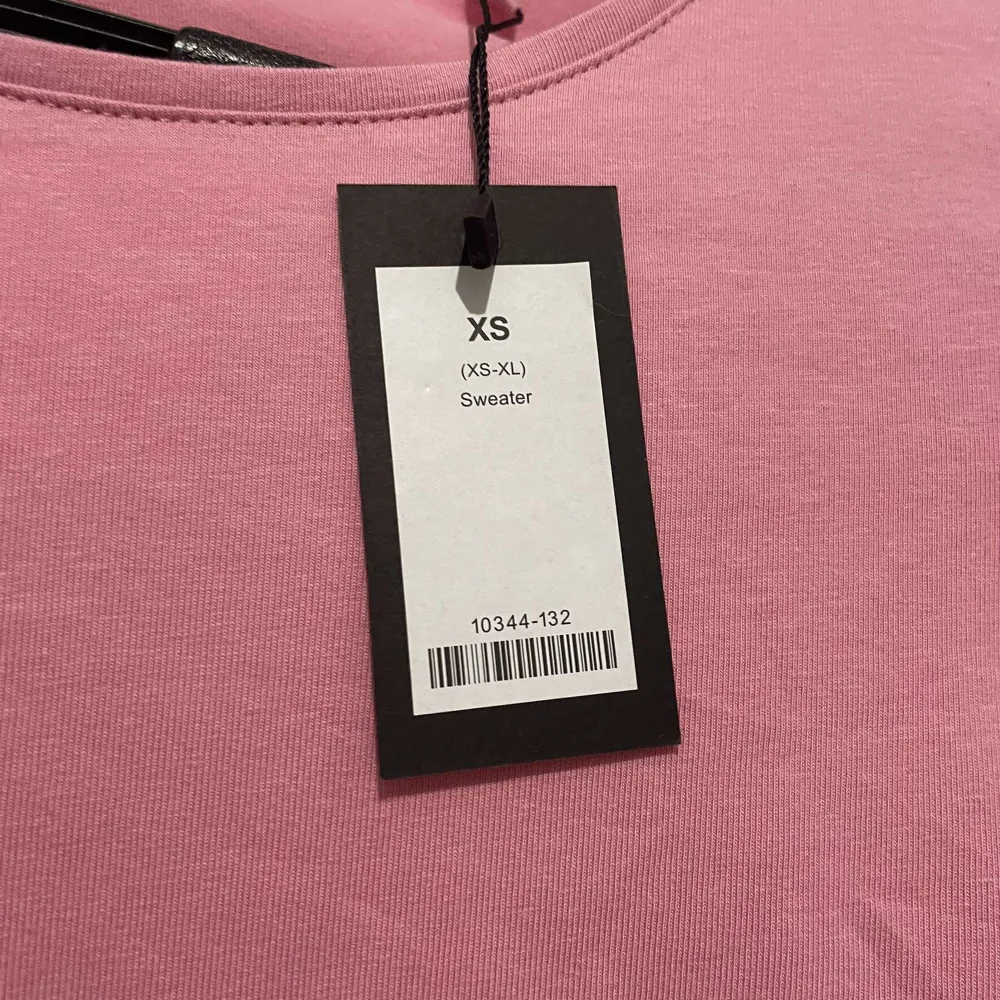 XS
(XS-XL)
Sweater
10344-132